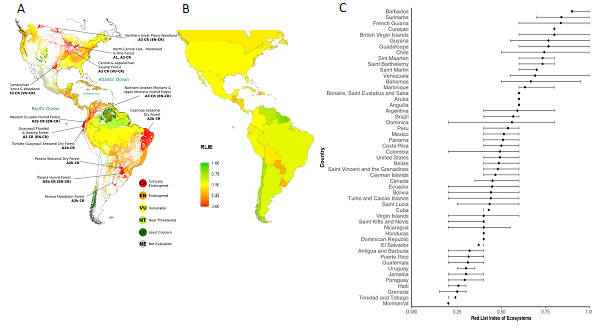 A
Northern Great Plains Woodland
A3 CR (EN-CR)
North-Central Oak - Hardwood
& Pine Forest
A1, A3 CR
Central & Appalachian
Swamp Forest
A3 CR (VU-CR)
Tamaulipan
Forest & Woodland
A3 CR (VU-CR)
Atlantic Ocean
Northern Andean Montane &
Upper Montane Humid Forest
A3 CR (EN-CR)
Pacific Ocean
Western Ecuador Humid Forest
A2b CR (EN-CR)
Guayaquil Flooded
& Swamp Forest
A3 CR (EN-CR)
Tumbes Guayaquil Seasonal Dry Forest
A2b CR
Caatinga Seasonal
Dry Forest
A2b CR
Parana Seasonal Dry Forest
A2b CR
Parana Humid Forest
A2b CR (EN-CR)
Parana Floodplain Forest
A2b CR
CR Critically
Endangered
EN Endangered
VU Vulnerable
NT Near Threatened
LC Least Concern
NE Not Evaluated
B
RLIE
1.00
0.75
0.50
0.25
0.00
C
Country
Barbados
Suriname
French Guiana
Curaçao
British Virgin Islands
Guyana
Guadeloupe
Chile
Sint Maarten
Saint Barthélemy
Saint Martin
Venezuela
Bahamas
Martinique
Bonaire, Saint Eustatius and Saba
Aruba
Anguilla
Argentina
Brazil
Dominica
Peru
Mexico
Panama
Costa Rica
Colombia
United States
Belize
Saint Vincent and the Grenadines
Cayman Islands
Canada
Ecuador
Bolivia
Turks and Caicos Islands
Saint Lucia
Cuba
Virgin Islands
Saint Kitts and Nevis
Nicaragua
Honduras
Dominican Republic
El Salvador
Antigua and Barbuda
Puerto Rico
Guatemala
Uruguay
Jamaica
Paraguay
Haiti
Grenada
Trinidad and Tobago
Montserrat
0.00 0.25 0.50 0.75 1.00
Red List Index of Ecosystems